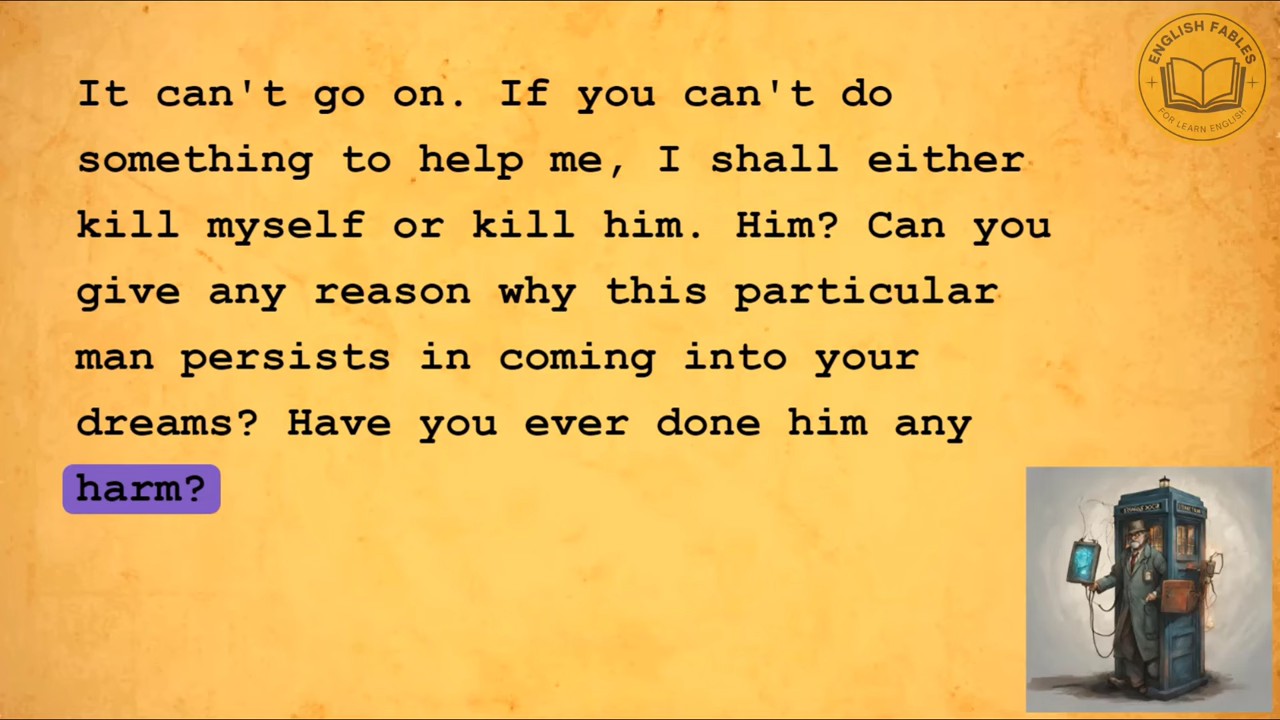 It can't go on. If you can't do
something to help me, I shall either
kill myself or kill him. Him? Can you
give any reason why this particular
man persists in coming into your
dreams? Have you ever done him any
harm?
ENGLISH FABLES
FOR LEARN ENGLISH